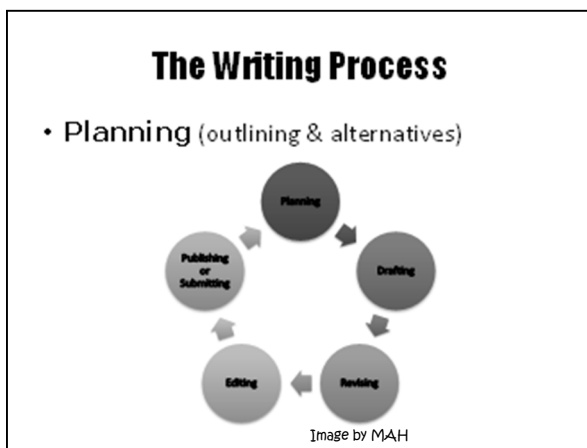 The Writing Process
• Planning (outlining & alternatives)
Planning
Drafting
Revising
Editing
Publishing
or
Submitting
Image by MAH